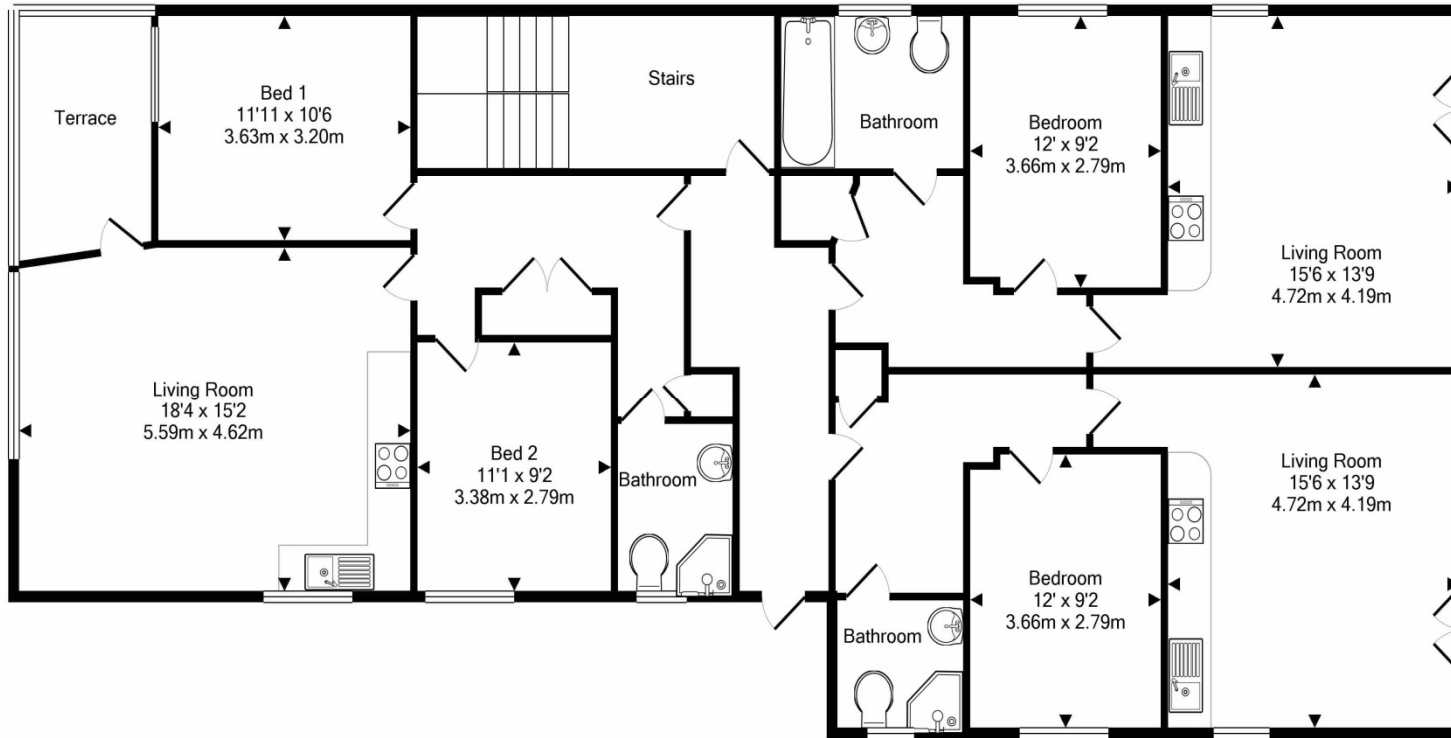 Terrace
Bed 1
11'11 x 10'6
3.63m x 3.20m
Stairs
Bathroom
Bedroom
12' x 9'2
3.66m x 2.79m
Living Room
15'6 x 13'9
4.72m x 4.19m
Living Room
18'4 x 15'2
5.59m x 4.62m
Bed 2
11'1 x 9'2
3.38m x 2.79m
Bathroom
Living Room
15'6 x 13'9
4.72m x 4.19m
Bedroom
12' x 9'2
3.66m x 2.79m
Bathroom